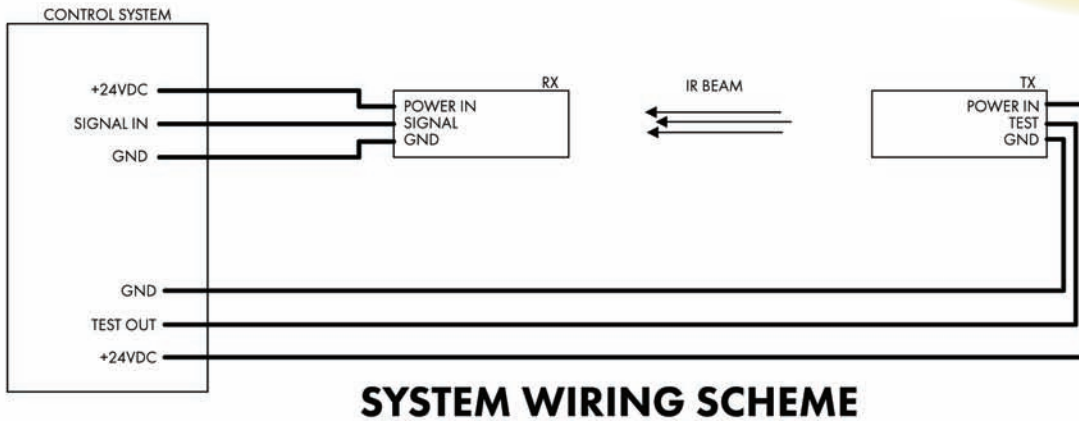 CONTROL SYSTEM
+24VDC
SIGNAL IN
GND
RX
POWER IN
SIGNAL
GND
IR BEAM
TX
POWER IN
TEST
GND
GND
TEST OUT
+24VDC
SYSTEM WIRING SCHEME